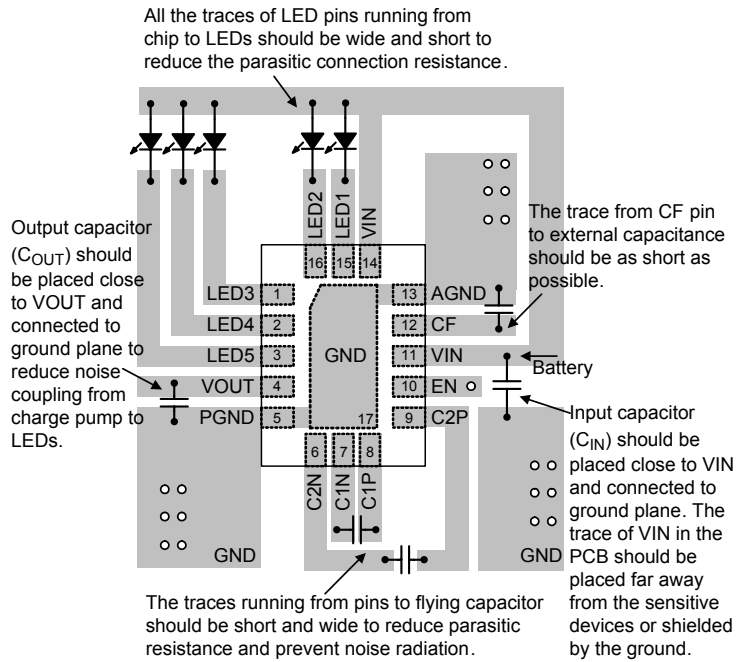 All the traces of LED pins running from
chip to LEDs should be wide and short to
reduce the parasitic connection resistance.
LED2
LED1
VIN
16
15
14
Output capacitor
(COUT) should
be placed close
to VOUT and
connected to
ground plane to
reduce noise
coupling from
charge pump to
LEDs.
The trace from CF pin
to external capacitance
should be as short as
possible.
LED3
1
13
AGND
LED4
2
12
CF
LED5
3
GND
11
VIN
Battery
VOUT
4
10
EN
PGND
5
17
9
C2P
6
7
8
C2N
C1N
C1P
Input capacitor
(CIN) should be
placed close to VIN
and connected to
ground plane. The
trace of VIN in the
PCB should be
placed far away
from the sensitive
devices or shielded
by the ground.
GND
GND
The traces running from pins to flying capacitor
should be short and wide to reduce parasitic
resistance and prevent noise radiation.